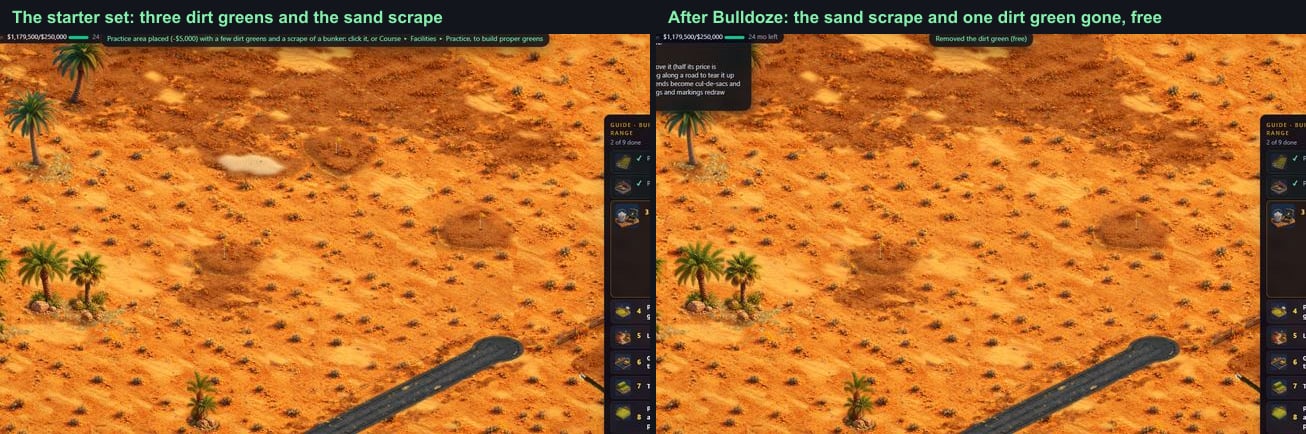 The starter set: three dirt greens and the sand scrape
$1,179,500/$250,000 24
Practice area placed (-$5,000) with a few dirt greens and a scrape of a bunker: click it, or Course • Facilities • Practice, to build proper greens
GUIDE · BUI
RANGE
2 of 9 done
✓ F
✓ F
3
4
5
6
7
8
After Bulldoze: the sand scrape and one dirt green gone, free
$1,179,500/$250,000 24 mo left
Removed the dirt green (free)
ove it (half its price is
g along a road to tear it up
ends become cul-de-sacs and
gs and markings redraw
GUIDE · BUI
RANGE
2 of 9 done
✓ F
✓ F
3
4
5
6
7
8